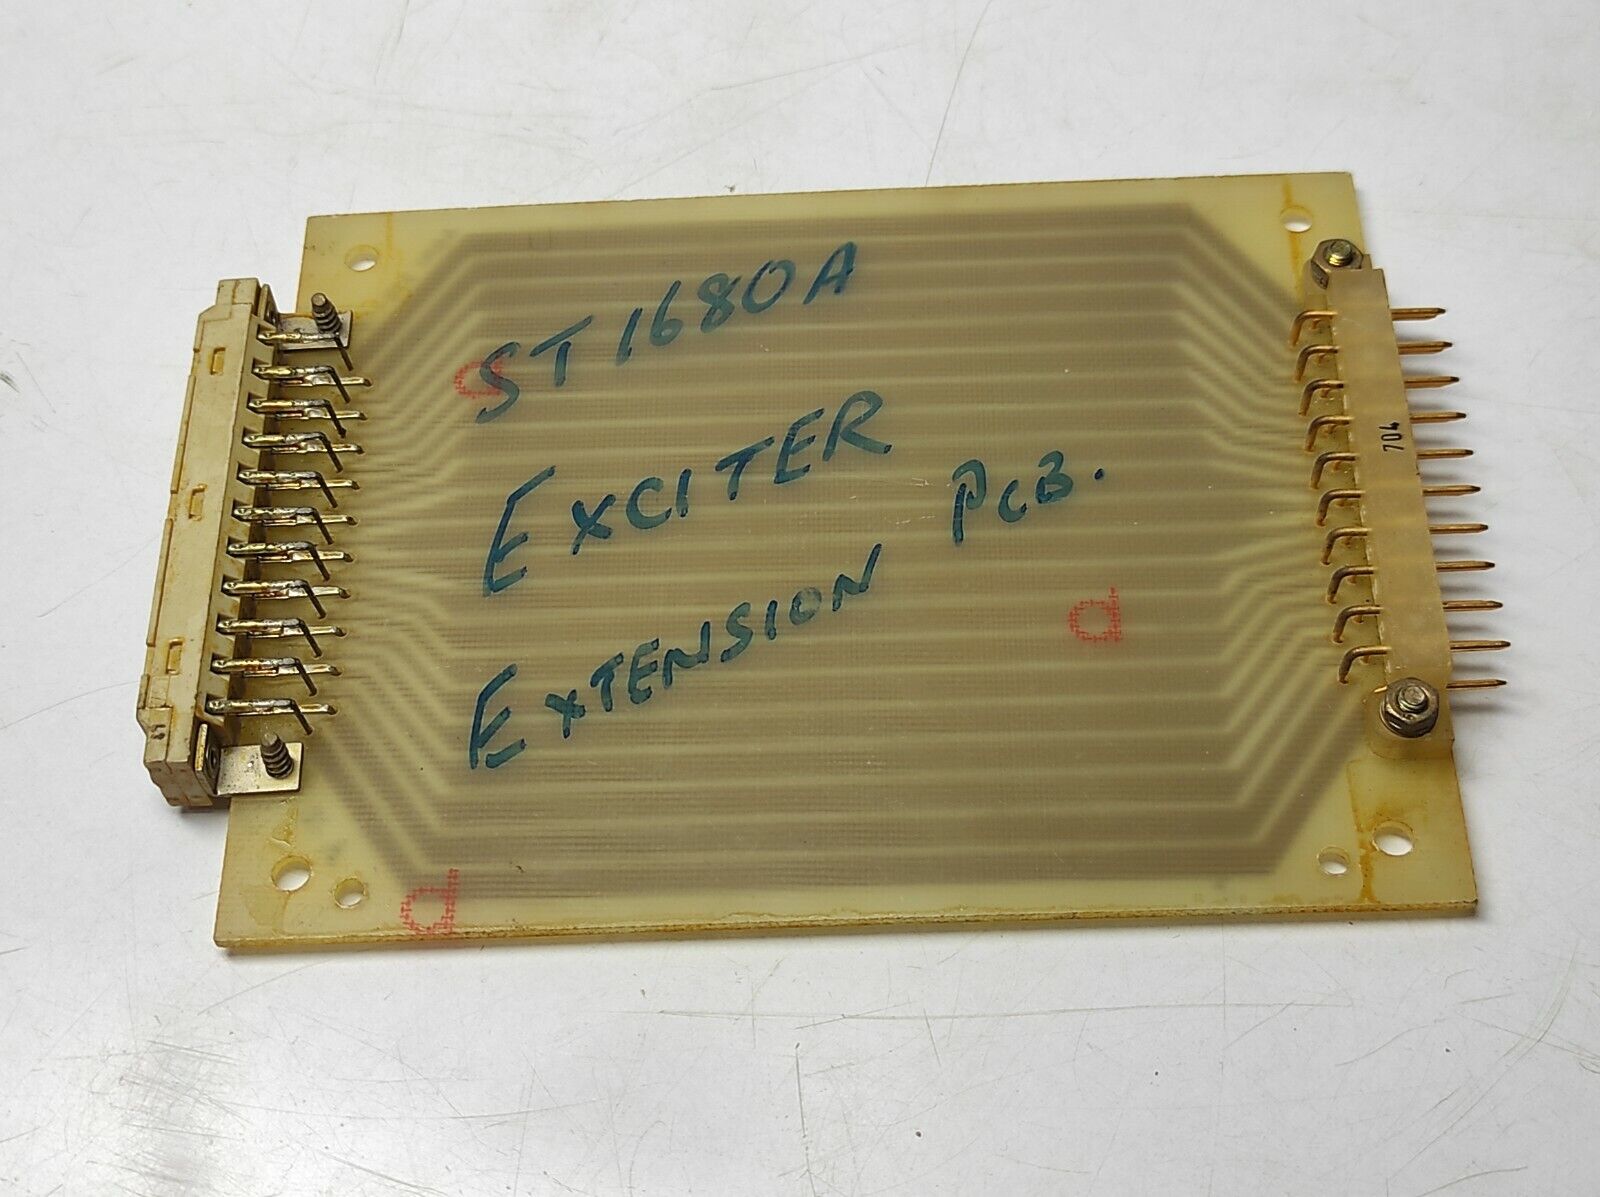 ST1680A
EXCITER
EXTENSION PCB.
704
a
a
a